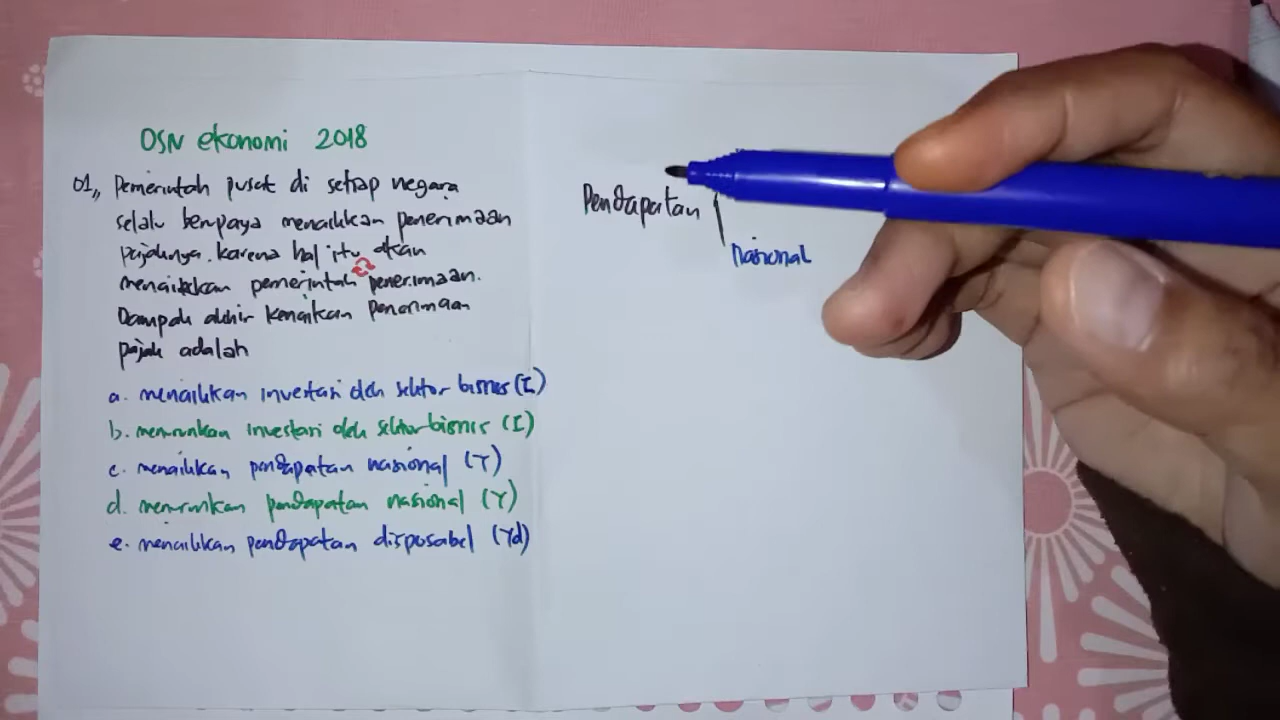 OSN ekonomi 2018
01,, Pemerintah pusat di setiap negara
selalu berupaya menaikkan penerimaan
pajaknya. karena hal itu akan
menaikkan pemerintah penerimaan.
Dampak akhir kenaikan penerimaan
pajak adalah
a. menaikkan investasi oleh sektor bisnis (I)
b. menurunkan investasi oleh sektor bisnis (I)
c. menaikkan pendapatan nasional (Y)
d. menurunkan pendapatan nasional (Y)
e. menaikkan pendapatan disposabel (Yd)
Pendapatan
Nasional